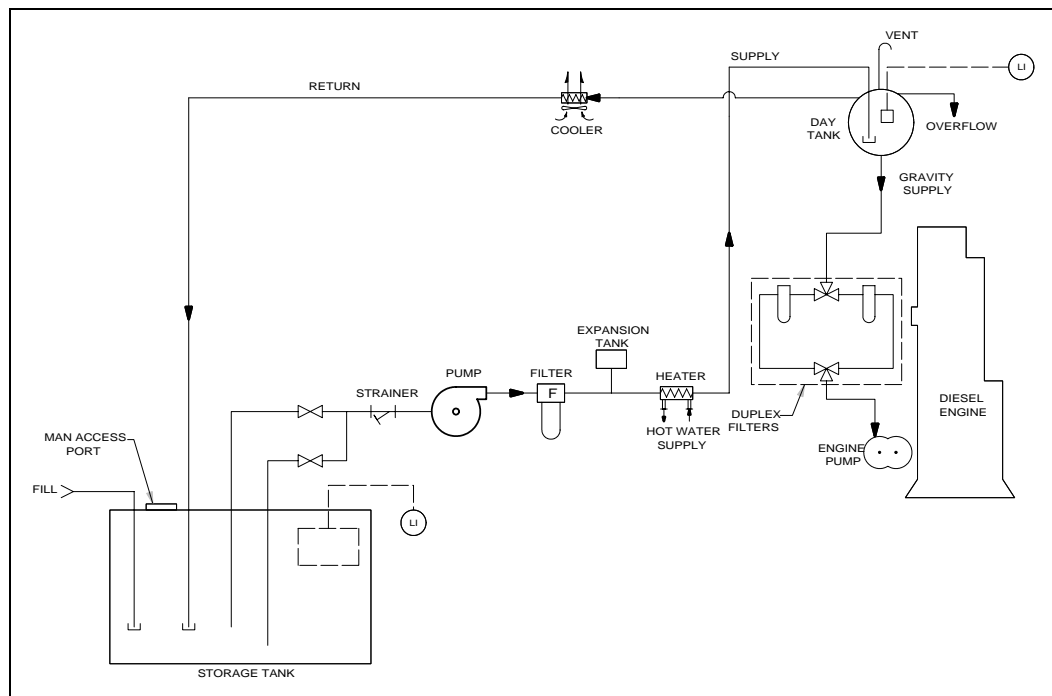 VENT
SUPPLY
LI
RETURN
COOLER
DAY
TANK
OVERFLOW
GRAVITY
SUPPLY
EXPANSION
TANK
PUMP
FILTER
F
HEATER
STRAINER
HOT WATER
SUPPLY
DUPLEX
FILTERS
DIESEL
ENGINE
ENGINE
PUMP
MAN ACCESS
PORT
FILL
LI
STORAGE TANK